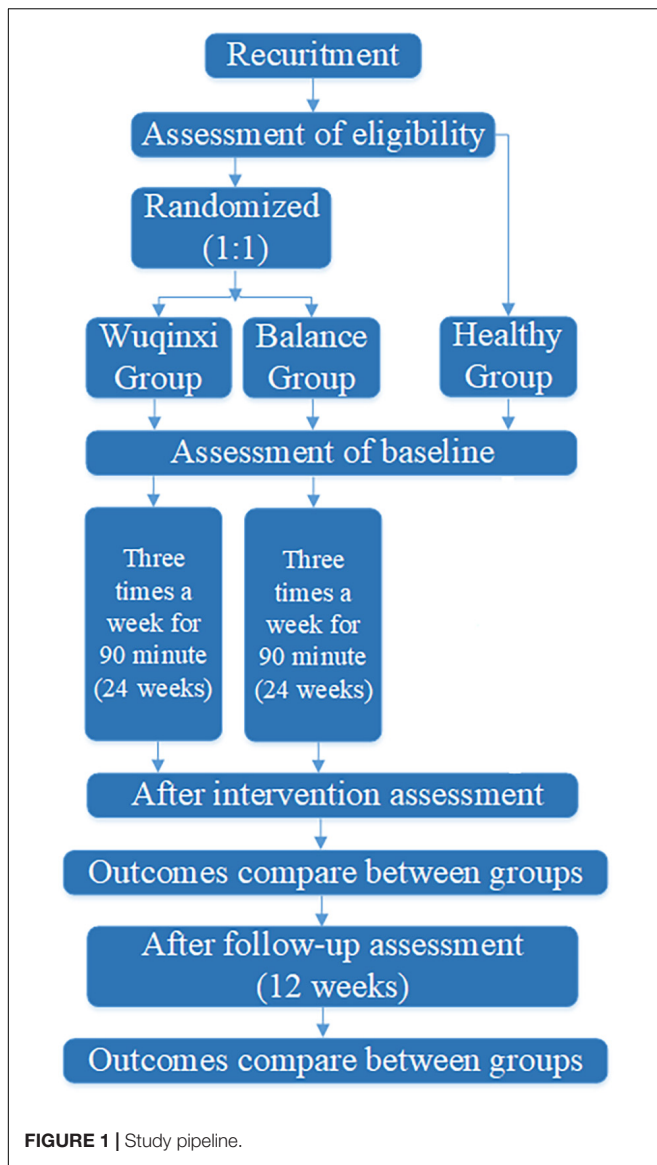 Recuritment
Assessment of eligibility
Randomized
(1:1)
Wuqinxi
Group
Balance
Group
Healthy
Group
Assessment of baseline
Three
times a
week for
90 minute
(24 weeks)
Three
times a
week for
90 minute
(24 weeks)
After intervention assessment
Outcomes compare between groups
After follow-up assessment
(12 weeks)
Outcomes compare between groups
FIGURE 1 | Study pipeline.